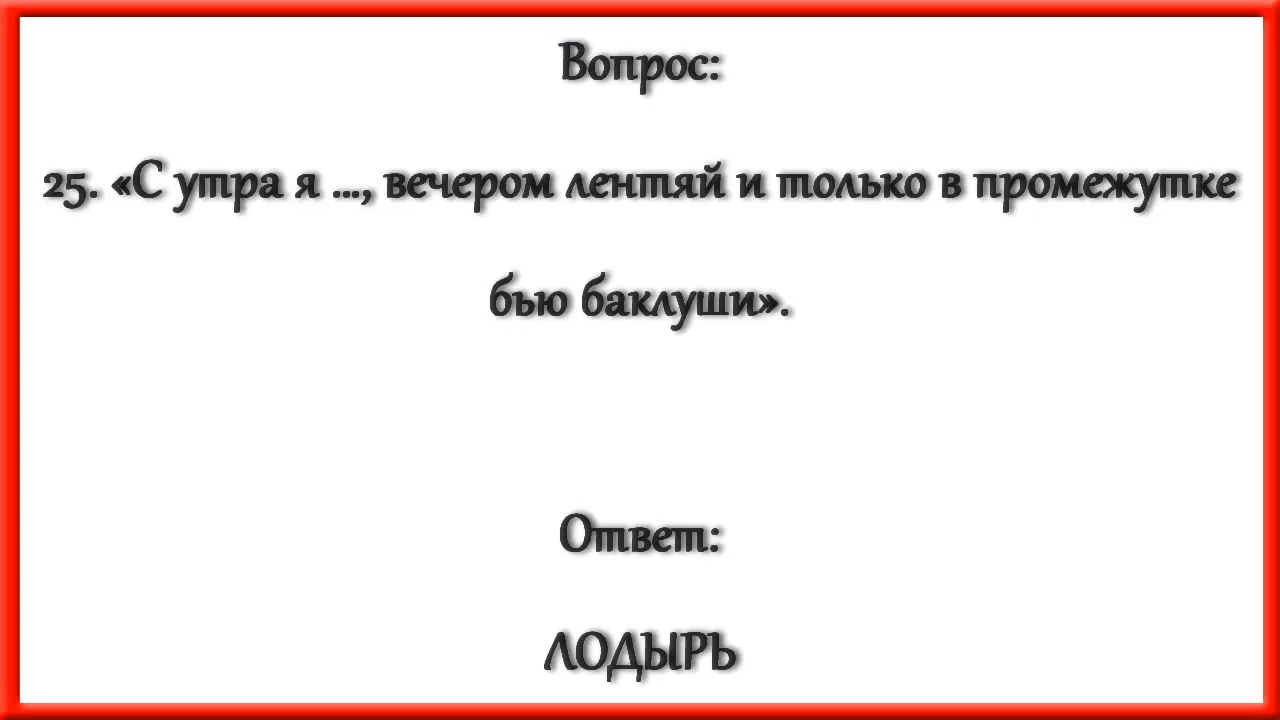 Вопрос:
25. «С утра я ..., вечером лентяй и только в промежутке
бью баклуши».
Ответ:
ЛОДЫРЬ